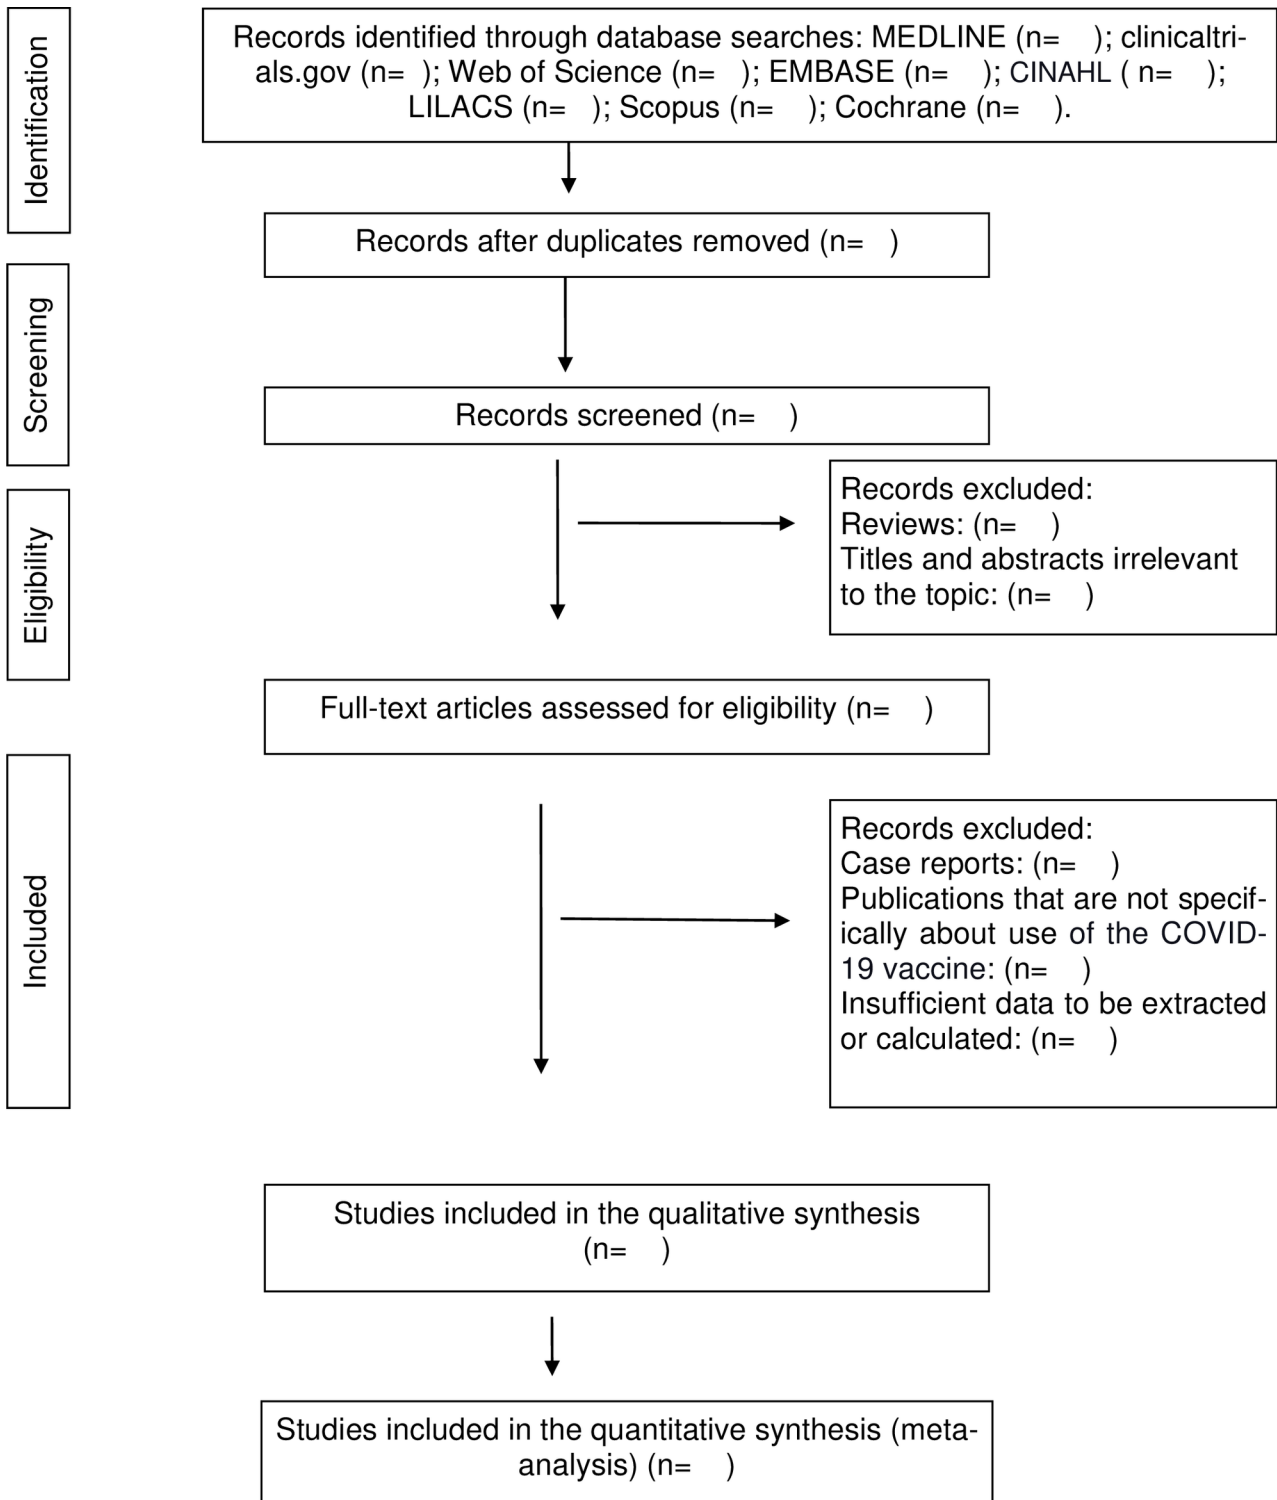 Identification
Records identified through database searches: MEDLINE (n=    ); clinicaltri-
als.gov (n=  ); Web of Science (n=   ); EMBASE (n=    ); CINAHL ( n=    );
LILACS (n=   ); Scopus (n=    ); Cochrane (n=    ).
Records after duplicates removed (n=   )
Screening
Records screened (n=    )
Eligibility
Records excluded:
Reviews: (n=    )
Titles and abstracts irrelevant
to the topic: (n=    )
Full-text articles assessed for eligibility (n=    )
Included
Records excluded:
Case reports: (n=    )
Publications that are not specif-
ically about use of the COVID-
19 vaccine: (n=    )
Insufficient data to be extracted
or calculated: (n=    )
Studies included in the qualitative synthesis
(n=    )
Studies included in the quantitative synthesis (meta-
analysis) (n=    )